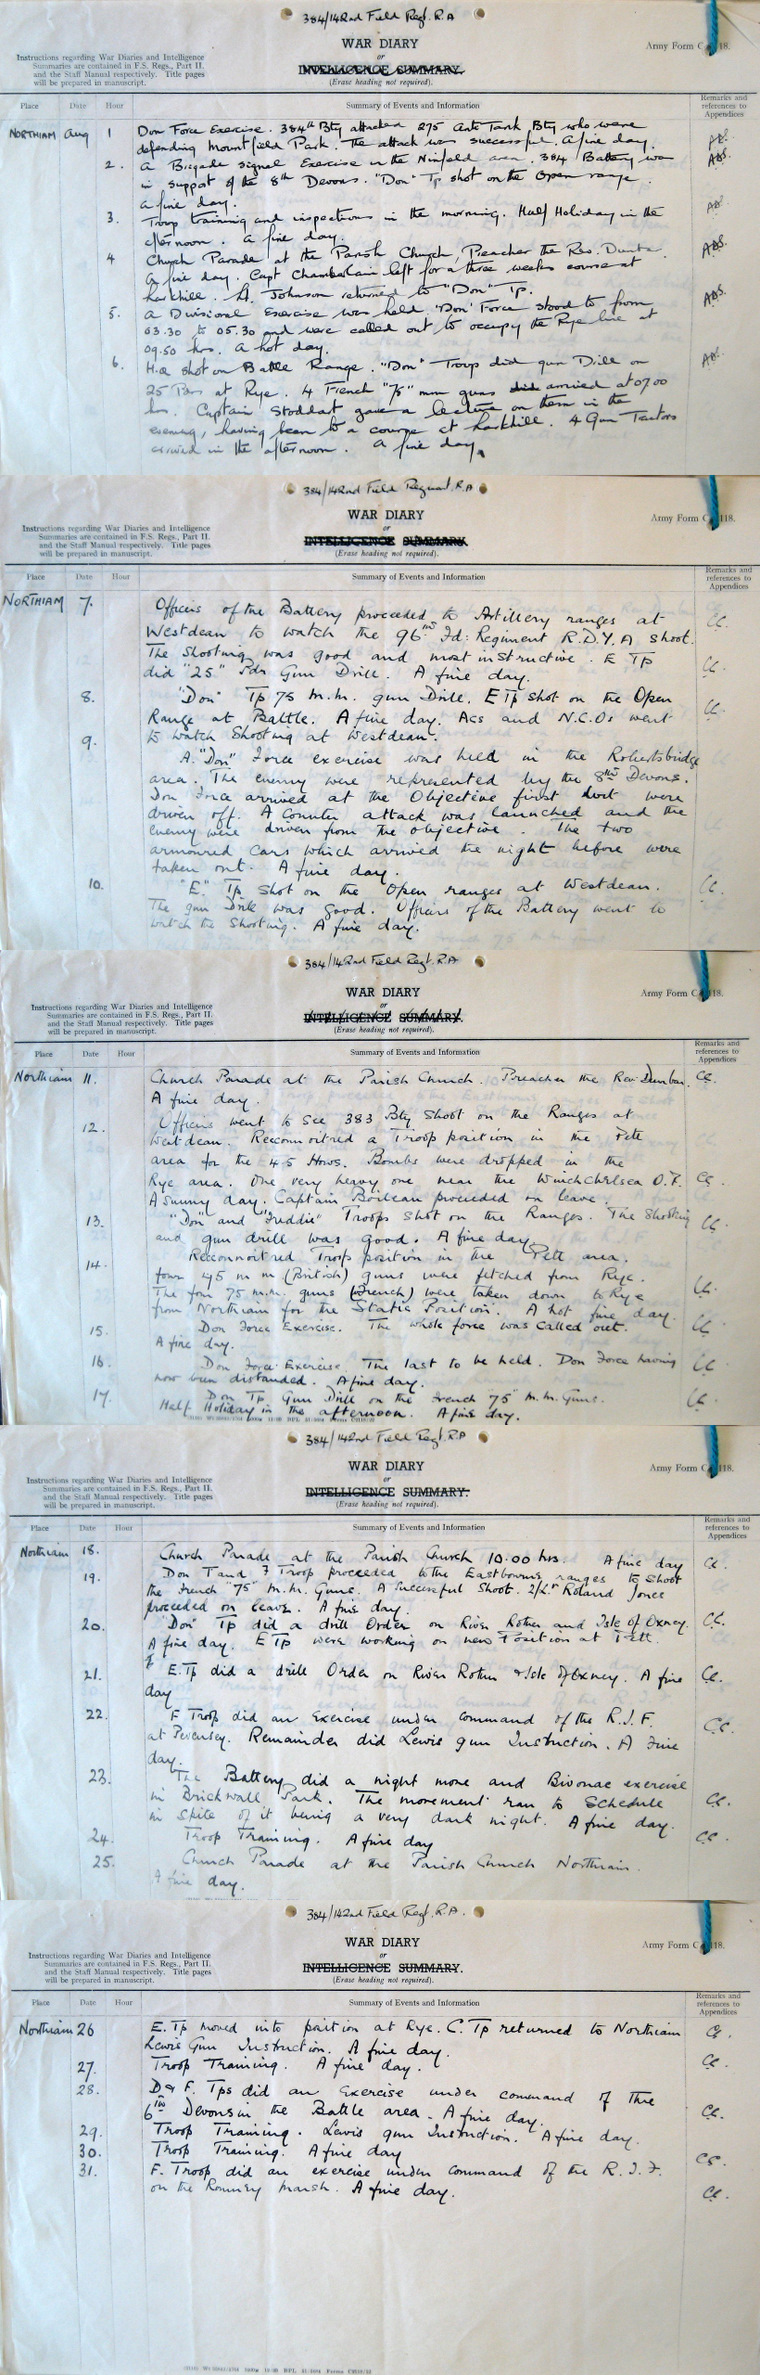 384/142nd Field Regt. R.A
WAR DIARY
or
INTELLIGENCE SUMMARY.
(Erase heading not required).
Army Form C. 118.
Instructions regarding War Diaries and Intelligence
Summaries are contained in F.S. Regs., Part II.
and the Staff Manual respectively. Title pages
will be prepared in manuscript.
Place Date Hour Summary of Events and Information Remarks and references to Appendices
NORTHIAM Aug 1 Don Force Exercise. 384th Bty attacked 275 Anti Tank Bty who were
defending Mountfield Park. The attack was successful. A fine day.
2. A Brigade signal Exercise in the Ninfield area. 384 Battery was
in support of the 8th Devons. "Don" Tp shot on the Open range.
A fine day.
3. Troop training and inspections in the morning. Half Holiday in the
afternoon. A fine day.
4 Church Parade at the Parish Church, Preacher the Rev. Dunbar.
A fine day. Capt Chamberlain left for a three weeks course at
Larkhill. Lt. Johnson returned to "Don" Tp.
5. A Divisional Exercise was held. "Don" Force stood to from
03.30 to 05.30 and were called out to occupy the Rye line at
09.50 hrs. A hot day.
6. H.Q shot on Battle Range. "Don" Troop did gun Drill on
25 Prs at Rye. 4 French "75" mm guns did arrived at 07.00
hrs. Captain Stoddart gave a lecture on them in the
evening, having been to a course at Larkhill. 4 Gun Tractors
arrived in the afternoon. A fine day.
384/142nd Field Regiment. R.A
WAR DIARY
or
INTELLIGENCE SUMMARY
(Erase heading not required).
Army Form C. 118.
Instructions regarding War Diaries and Intelligence
Summaries are contained in F.S. Regs., Part II.
and the Staff Manual respectively. Title pages
will be prepared in manuscript.
Place Date Hour Summary of Events and Information Remarks and references to Appendices
NORTHIAM 7. Officers of the Battery proceeded to Artillery ranges at
Westdean to watch the 96th Fd: Regiment R.D.Y.A shoot.
The Shooting was good and most instructive. E Tp
did "25" Pdr Gun Drill. A fine day.
8. "Don" Tp 75 m.m. gun Drill. E Tp shot on the Open
Range at Battle. A fine day. Acs and N.C.Os went
to watch Shooting at Westdean.
9. A. "Don" Force exercise was held in the Robertsbridge
area. The enemy were represented by the 8th Devons.
Don Force arrived at the Objective first but were
driven off. A Counter attack was launched and the
enemy were driven from the objective. The two
armoured cars which arrived the night before were
taken out. A fine day.
10. "E". Tp shot on the Open ranges at Westdean.
The gun Drill was good. Officers of the Battery went to
watch the Shooting. A fine day.
384/142nd Field Regt. R.A
WAR DIARY
or
INTELLIGENCE SUMMARY.
(Erase heading not required).
Army Form C. 118.
Instructions regarding War Diaries and Intelligence
Summaries are contained in F.S. Regs., Part II.
and the Staff Manual respectively. Title pages
will be prepared in manuscript.
Place Date Hour Summary of Events and Information Remarks and references to Appendices
Northiam 11. Church Parade at the Parish Church. Preacher the Rev: Dunbar. CC.
A fine day.
12. Officers went to See 383 Bty Shoot on the Ranges at
Westdean. Reconnoitred a Troop position in the Pett
area for the 4.5 Hows. Bombs were dropped in the
Rye area. One very heavy one near the Winchelsea O.P.
A Sunny day. Captain Boileau proceeded on leave.
13. "Don" and "Freddie" Troops Shot on the Ranges. The Shooting
and gun drill was good. A fine day.
14. Reconnoitred Troops position in the Pett area.
four 495 m m (British) guns were fetched from Rye.
The four 75 m.m. guns (French) were taken down to Rye
from Northiam for the Static Position. A hot fine day.
15. Don Force Exercise. The whole force was Called out.
A fine day.
16. Don Force Exercise. The last to be held. Don Force having
now been disbanded. A fine day.
17. Don Tp Gun Drill on the French "75" m.m. Guns.
Half Holiday in the afternoon. A fine day.
384/142nd Field Regt. R.A
WAR DIARY
or
INTELLIGENCE SUMMARY.
(Erase heading not required).
Army Form C. 118.
Instructions regarding War Diaries and Intelligence
Summaries are contained in F.S. Regs., Part II.
and the Staff Manual respectively. Title pages
will be prepared in manuscript.
Place Date Hour Summary of Events and Information Remarks and references to Appendices
Northiam 18. Church Parade at the Parish Church 10.00 hrs. A fine day CC.
19. Don T and F Troop proceeded to the Eastbourne ranges to Shoot
the French "75" m.m. Guns. A Successful Shoot. 2/Lt Roland Jones
proceeded on leave. A fine day.
20. "Don" Tp did a drill Order on River Rother and Isle of Oxney. CC.
A fine day. E Tp were working on new Position at Pett.
21. E. Tp did a drill Order on River Rother & Isle of Oxney. A fine CC.
day
22. F Troop did an Exercise under command of the R.I.F. CC.
at Pevensey. Remainder did Lewis gun Instruction. A Fine
day.
23. The Battery did a night move and Bivouac exercise
in Brickwall Park. The movement ran to Schedule CC.
in Spite of it being a very dark night. A fine day.
24. Troop Training. A fine day CC
25. Church Parade at the Parish Church Northiam.
A fine day.
384/142nd Field Regt. R.A.
WAR DIARY
or
INTELLIGENCE SUMMARY.
(Erase heading not required).
Army Form C. 118.
Instructions regarding War Diaries and Intelligence
Summaries are contained in F.S. Regs., Part II.
and the Staff Manual respectively. Title pages
will be prepared in manuscript.
Place Date Hour Summary of Events and Information Remarks and references to Appendices
Northiam 26 E. Tp moved into position at Rye. C. Tp returned to Northiam CC.
Lewis Gun Instruction. A fine day.
27. Troop Training. A fine day. CC.
28. D & F. Tps did an Exercise under command of the
6th Devons in the Battle area. A fine day. CC.
29. Troop Training. Lewis gun Instruction. A fine day.
30. Troop Training. A fine day CC.
31. F. Troop did an exercise under command of the R.I.F.
on the Romney Marsh. A fine day. CC.